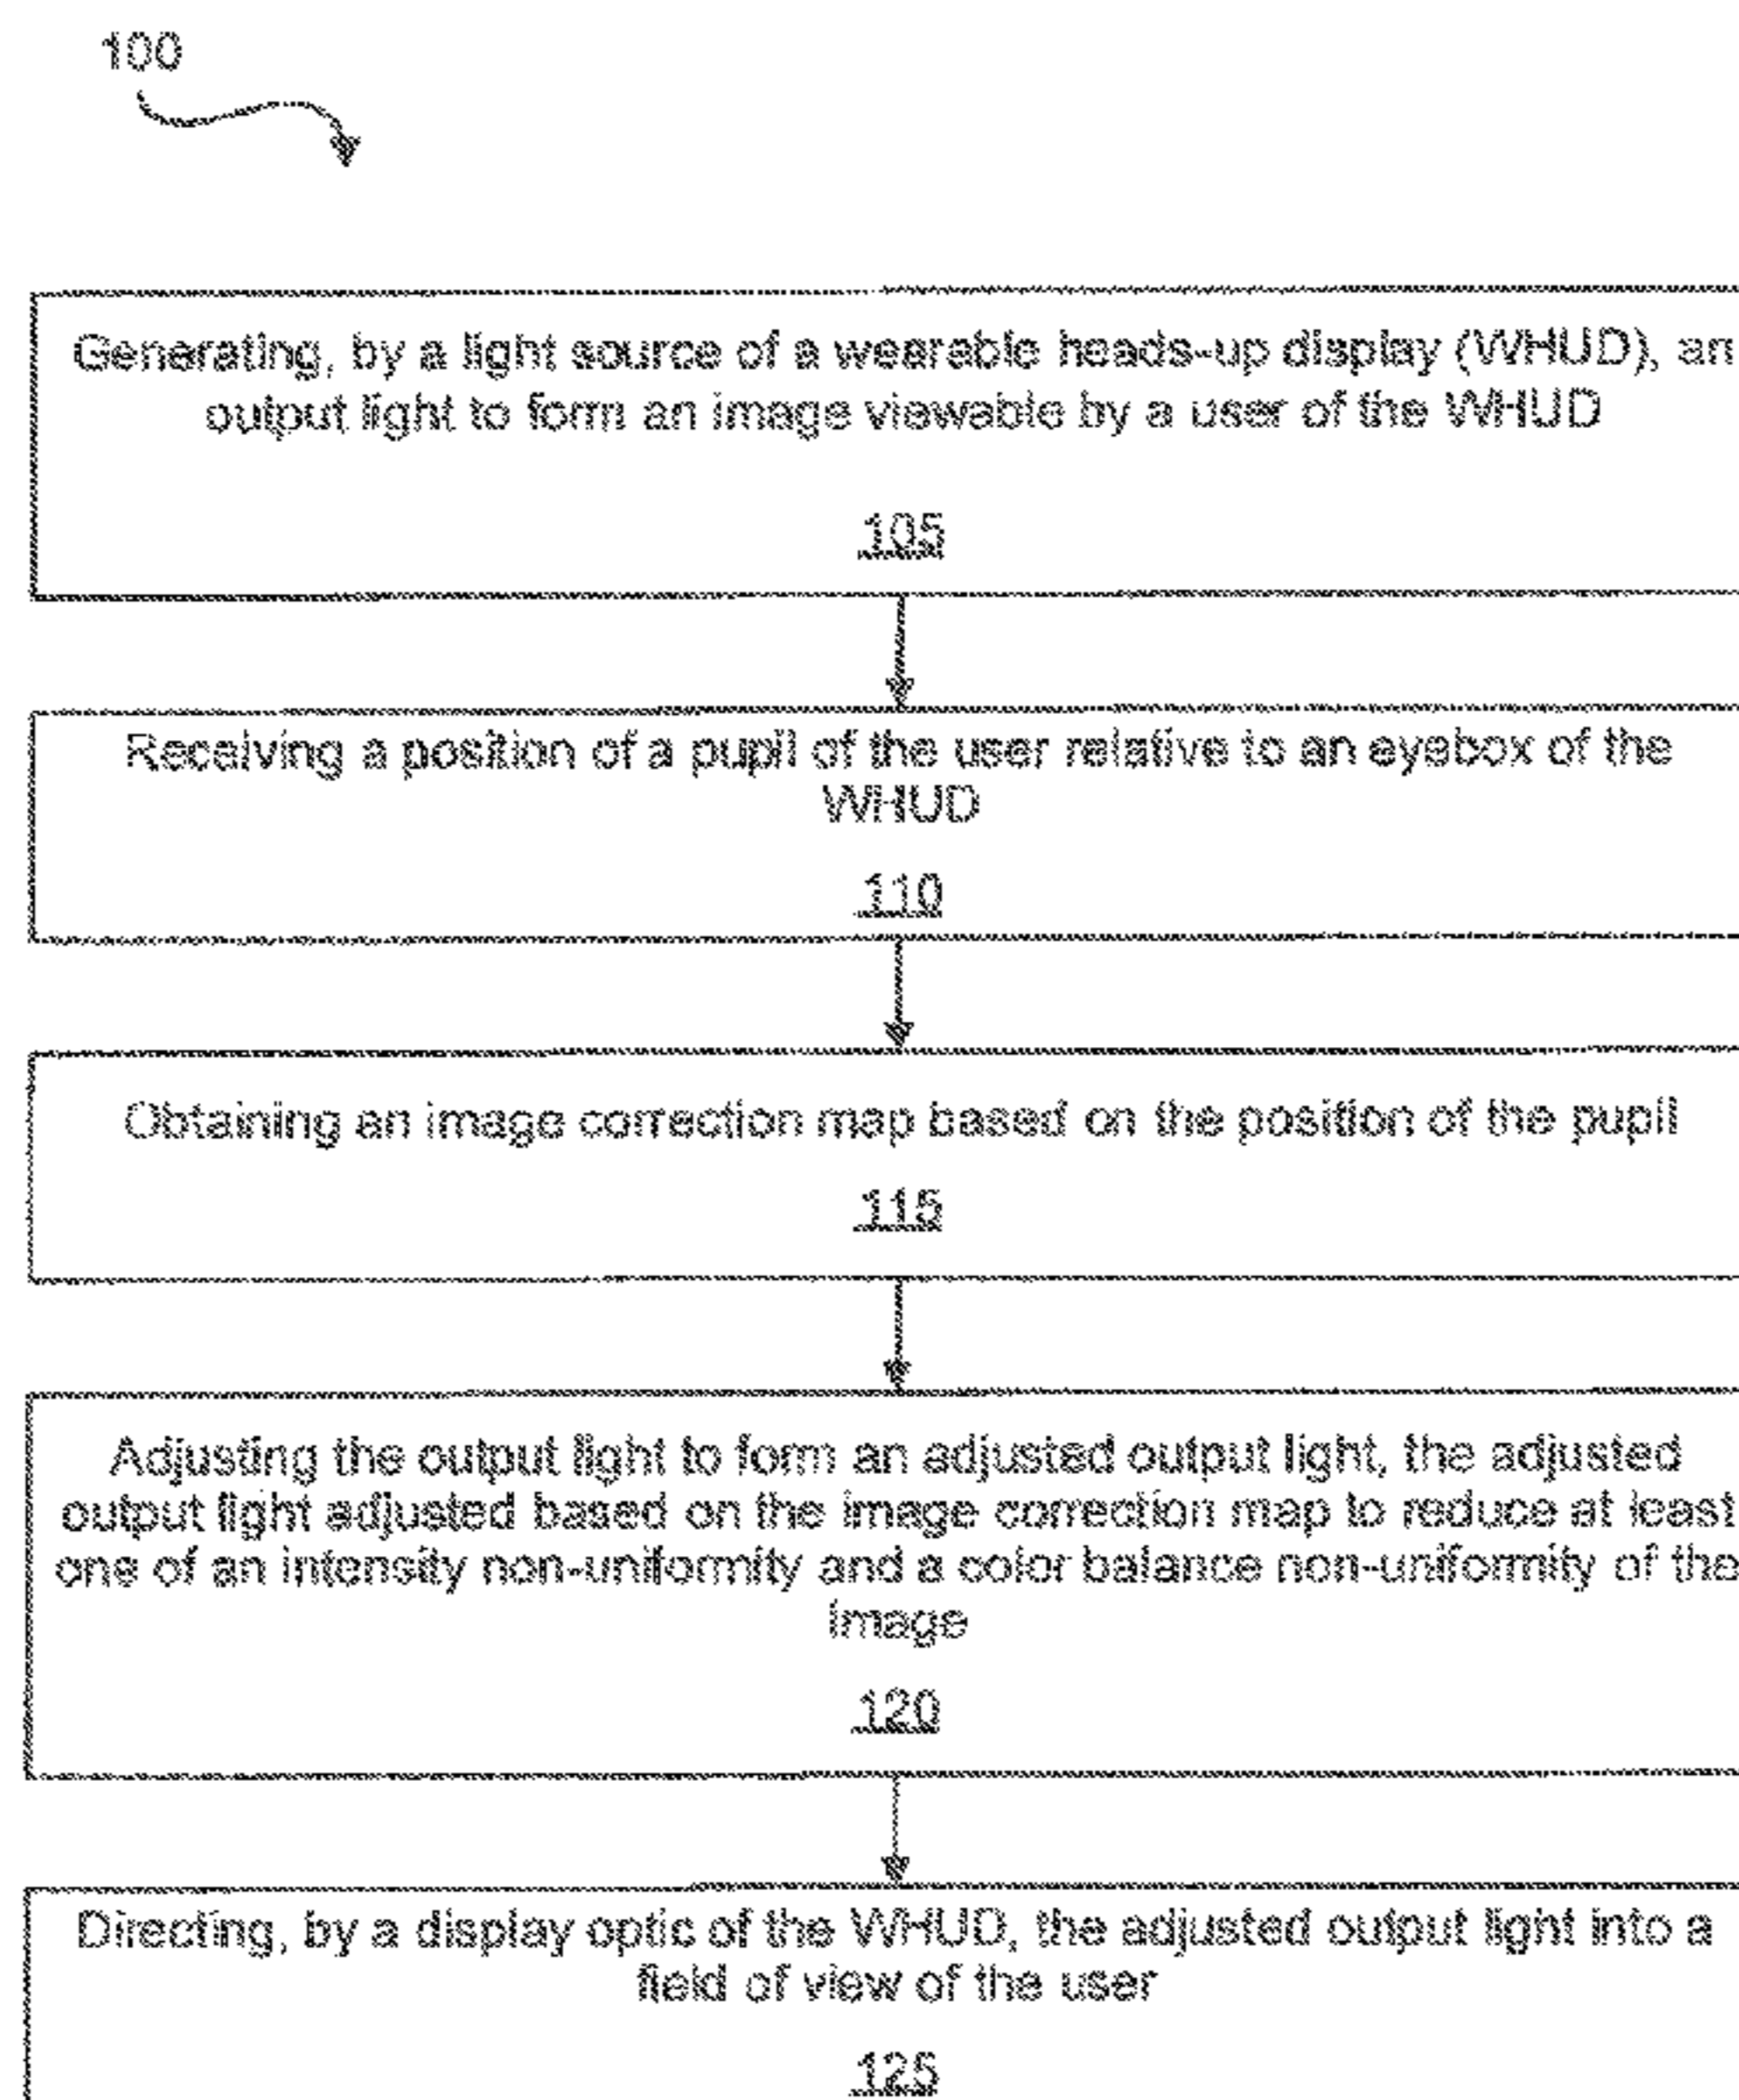 100
Generating, by a light source of a wearable heads-up display (WHUD), an
output light to form an image viewable by a user of the WHUD
105
Receiving a position of a pupil of the user relative to an eyebox of the
WHUD
110
Obtaining an image correction map based on the position of the pupil
115
Adjusting the output light to form an adjusted output light, the adjusted
output light adjusted based on the image correction map to reduce at least
one of an intensity non-uniformity and a color balance non-uniformity of the
image
120
Directing, by a display optic of the WHUD, the adjusted output light into a
field of view of the user
125